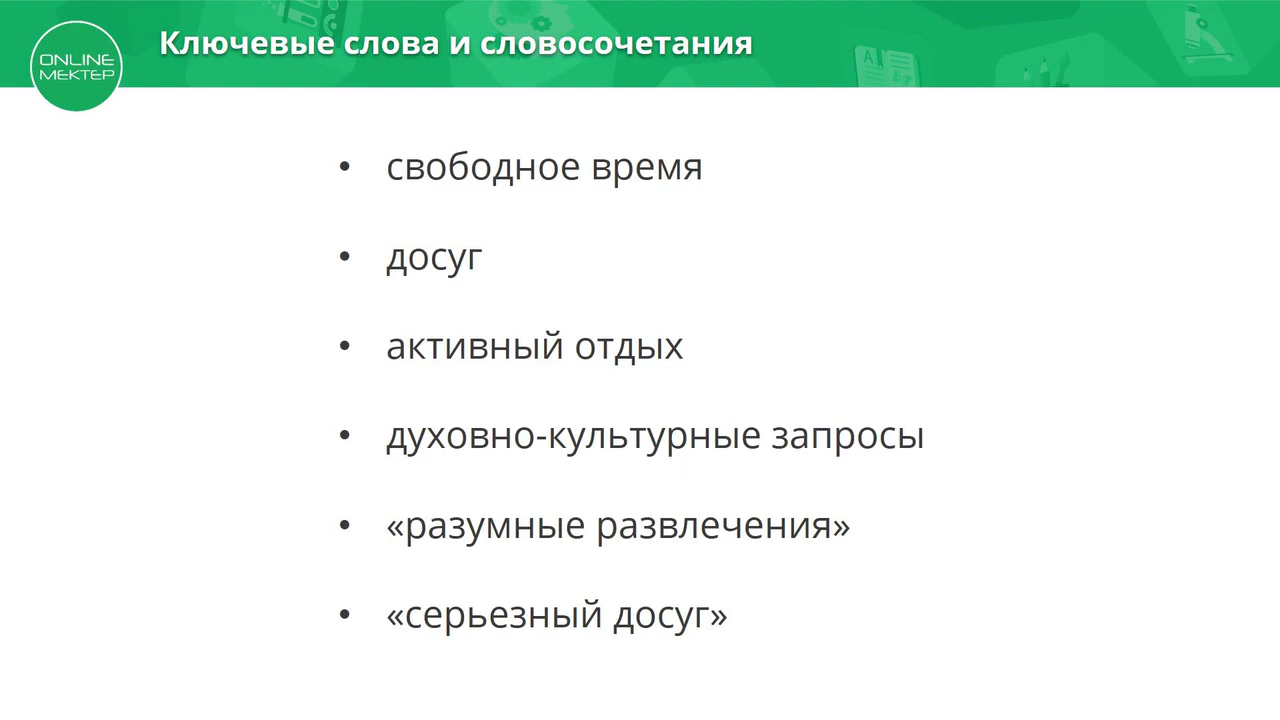 Ключевые слова и словосочетания
ONLINE
МЕКТЕР
• свободное время
• досуг
• активный отдых
• духовно-культурные запросы
• «разумные развлечения»
• «серьезный досуг»